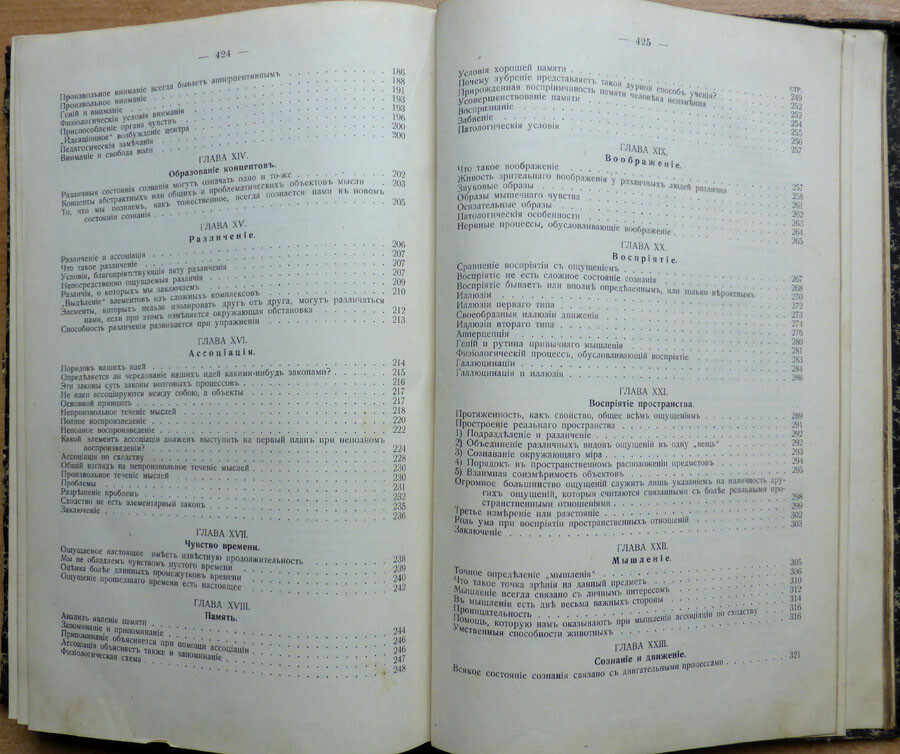 — 424 —
Произвольное вниманіе всегда бываетъ апперцептивнымъ . . . 186
Произвольное вниманіе . . . 188
Геній и вниманіе . . . 191
Физіологическія условія вниманія . . . 193
Приспособленіе органа чувствъ . . . 193
„Идеаціонное" возбужденіе центра . . . 196
Педагогическія замѣчанія . . . 200
Вниманіе и свобода воли . . . 200
ГЛАВА XIV.
Образованіе концептовъ.
Различныя состоянія сознанія могутъ означать одно и то-же . . . 202
Концепты абстрактныхъ или общихъ и проблематическихъ объектовъ мысли . . . 203
То, что мы познаемъ, какъ тожественное, всегда познается нами въ новомъ
состояніи сознанія . . . 205
ГЛАВА XV.
Различеніе.
Различеніе и ассоціація . . . 206
Что такое различеніе . . . 207
Условія, благопріятствующія акту различенія . . . 207
Непосредственно ощущаемыя различія . . . 207
Различія, о которыхъ мы заключаемъ . . . 209
„Выдѣленіе" элементовъ изъ сложныхъ комплексовъ . . . 210
Элементы, которыхъ нельзя изолировать другъ отъ друга, могутъ различаться
нами, если при этомъ измѣняется окружающая обстановка . . . 212
Способность различенія развивается при упражненіи . . . 213
ГЛАВА XVI.
Ассоціація.
Порядокъ нашихъ идей . . . 214
Опредѣляется ли чередованіе нашихъ идей какими-нибудь законами? . . . 215
Эти законы суть законы мозговыхъ процессовъ . . . 216
Не идеи ассоціируются между собою, а объекты . . . 217
Основной принципъ . . . 217
Непроизвольное теченіе мыслей . . . 218
Полное воспроизведеніе . . . 220
Неполное воспроизведеніе . . . 222
Какой элементъ ассоціаціи долженъ выступить на первый планъ при неполномъ
воспроизведеніи? . . . 224
Ассоціація по сходству . . . 228
Общій взглядъ на непроизвольное теченіе мыслей . . . 230
Произвольное теченіе мыслей . . . 230
Проблемы . . . 231
Разрѣшеніе проблемъ . . . 232
Сходство не есть элементарный законъ . . . 235
Заключеніе . . . 236
ГЛАВА XVII.
Чувство времени.
Ощущаемое настоящее имѣетъ извѣстную продолжительность . . . 238
Мы не обладаемъ чувствомъ пустого времени . . . 239
Оцѣнка болѣе длинныхъ промежутковъ времени . . . 240
Ощущеніе прошедшаго времени есть настоящее . . . 242
ГЛАВА XVIII.
Память.
Анализъ явленія памяти . . . 244
Запоминаніе и припоминаніе . . . 246
Припоминаніе объясняется при помощи ассоціаціи . . . 246
Ассоціація объясняетъ также и запоминаніе . . . 247
Физіологическая схема . . . 248
— 425 —
СТР.
Условія хорошей памяти . . . 249
Почему зубреніе представляетъ такой дурной способъ ученія? . . . 252
Прирожденная воспріимчивость памяти человѣка неизмѣнна . . . 252
Усовершенствованіе памяти . . . 254
Воспризнаніе . . . 255
Забвеніе . . . 256
Патологическія условія . . . 257
ГЛАВА XIX.
Воображеніе.
Что такое воображеніе . . . 257
Живость зрительнаго воображенія у различныхъ людей различна . . . 258
Звуковые образы . . . 261
Образы мышечнаго чувства . . . 262
Осязательные образы . . . 263
Патологическія особенности . . . 264
Нервные процессы, обусловливающіе воображеніе . . . 265
ГЛАВА XX.
Воспріятіе.
Сравненіе воспріятія съ ощущеніемъ . . . 267
Воспріятіе не есть сложное состояніе сознанія . . . 268
Воспріятіе бываетъ или вполнѣ опредѣленнымъ, или только вѣроятнымъ . . . 270
Иллюзіи . . . 272
Иллюзіи перваго типа . . . 273
Своеобразныя иллюзіи движенія . . . 274
Иллюзіи второго типа . . . 276
Апперцепція . . . 280
Геній и рутина привычнаго мышленія . . . 281
Физіологическій процессъ, обусловливающій воспріятіе . . . 283
Галлюцинаціи . . . 284
Галлюцинація и иллюзія . . . 286
ГЛАВА XXI.
Воспріятіе пространства.
Протяженность, какъ свойство, общее всѣмъ ощущеніямъ . . . 289
Построеніе реальнаго пространства . . . 291
1) Подраздѣленіе и различеніе . . . 292
2) Объединеніе различныхъ видовъ ощущеній въ одну „вещь" . . . 292
3) Сознаваніе окружающаго міра . . . 293
4) Порядокъ въ пространственномъ расположеніи предметовъ . . . 294
5) Взаимная соизмѣримость объектовъ . . . 295
Огромное большинство ощущеній служитъ лишь указаніемъ на наличность дру-
гихъ ощущеній, которыя считаются связанными съ болѣе реальными про-
странственными отношеніями . . . 298
Третье измѣреніе или разстояніе . . . 299
Роль ума при воспріятіи пространственныхъ отношеній . . . 302
Заключеніе . . . 303
ГЛАВА XXII.
Мышленіе.
Точное опредѣленіе „мышленія" . . . 305
Что такое точка зрѣнія на данный предметъ . . . 306
Мышленіе всегда связано съ личнымъ интересомъ . . . 310
Въ мышленіи есть двѣ весьма важныхъ стороны . . . 312
Проницательность . . . 314
Помощь, которую намъ оказываютъ при мышленіи ассоціаціи по сходству . . . 316
Умственныя способности животныхъ . . . 316
ГЛАВА XXIII.
Сознаніе и движеніе.
Всякое состояніе сознанія связано съ двигательными процессами . . . 321